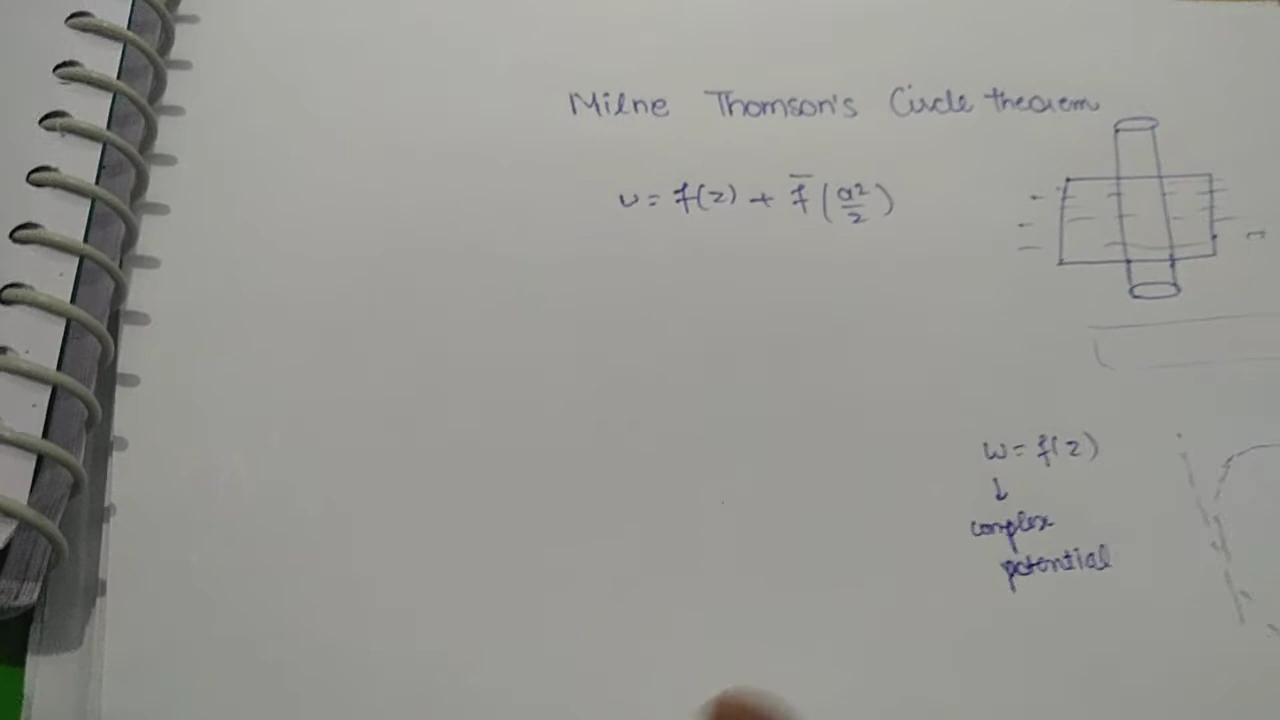 Milne Thomson's Circle theorem
w = f(z) + f̄ (a²/z)
w = f(z)
↓
complex
potential